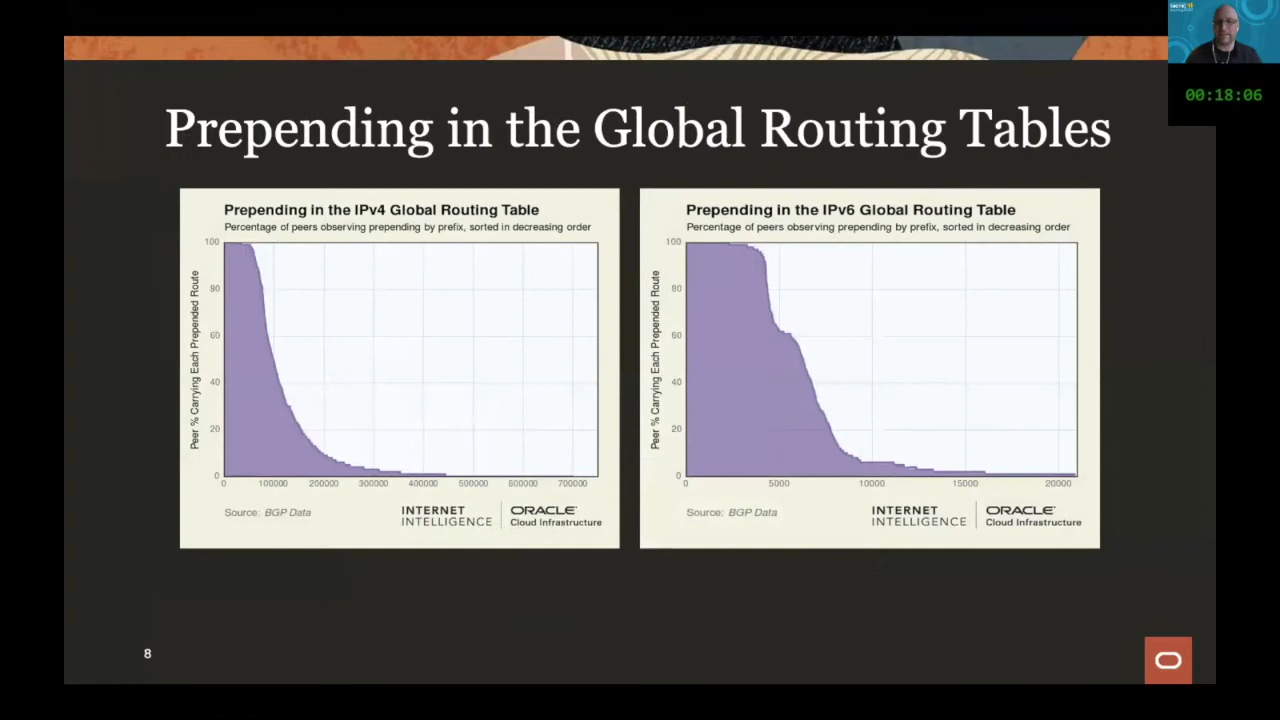 00:18:06
Prepending in the Global Routing Tables
Prepending in the IPv4 Global Routing Table
Percentage of peers observing prepending by prefix, sorted in decreasing order
Peer % Carrying Each Prepended Route
100
80
60
40
20
0
0 100000 200000 300000 400000 500000 600000 700000
Source: BGP Data
INTERNET
INTELLIGENCE
ORACLE
Cloud Infrastructure
Prepending in the IPv6 Global Routing Table
Percentage of peers observing prepending by prefix, sorted in decreasing order
Peer % Carrying Each Prepended Route
100
80
60
40
20
0
0 5000 10000 15000 20000
Source: BGP Data
INTERNET
INTELLIGENCE
ORACLE
Cloud Infrastructure
8